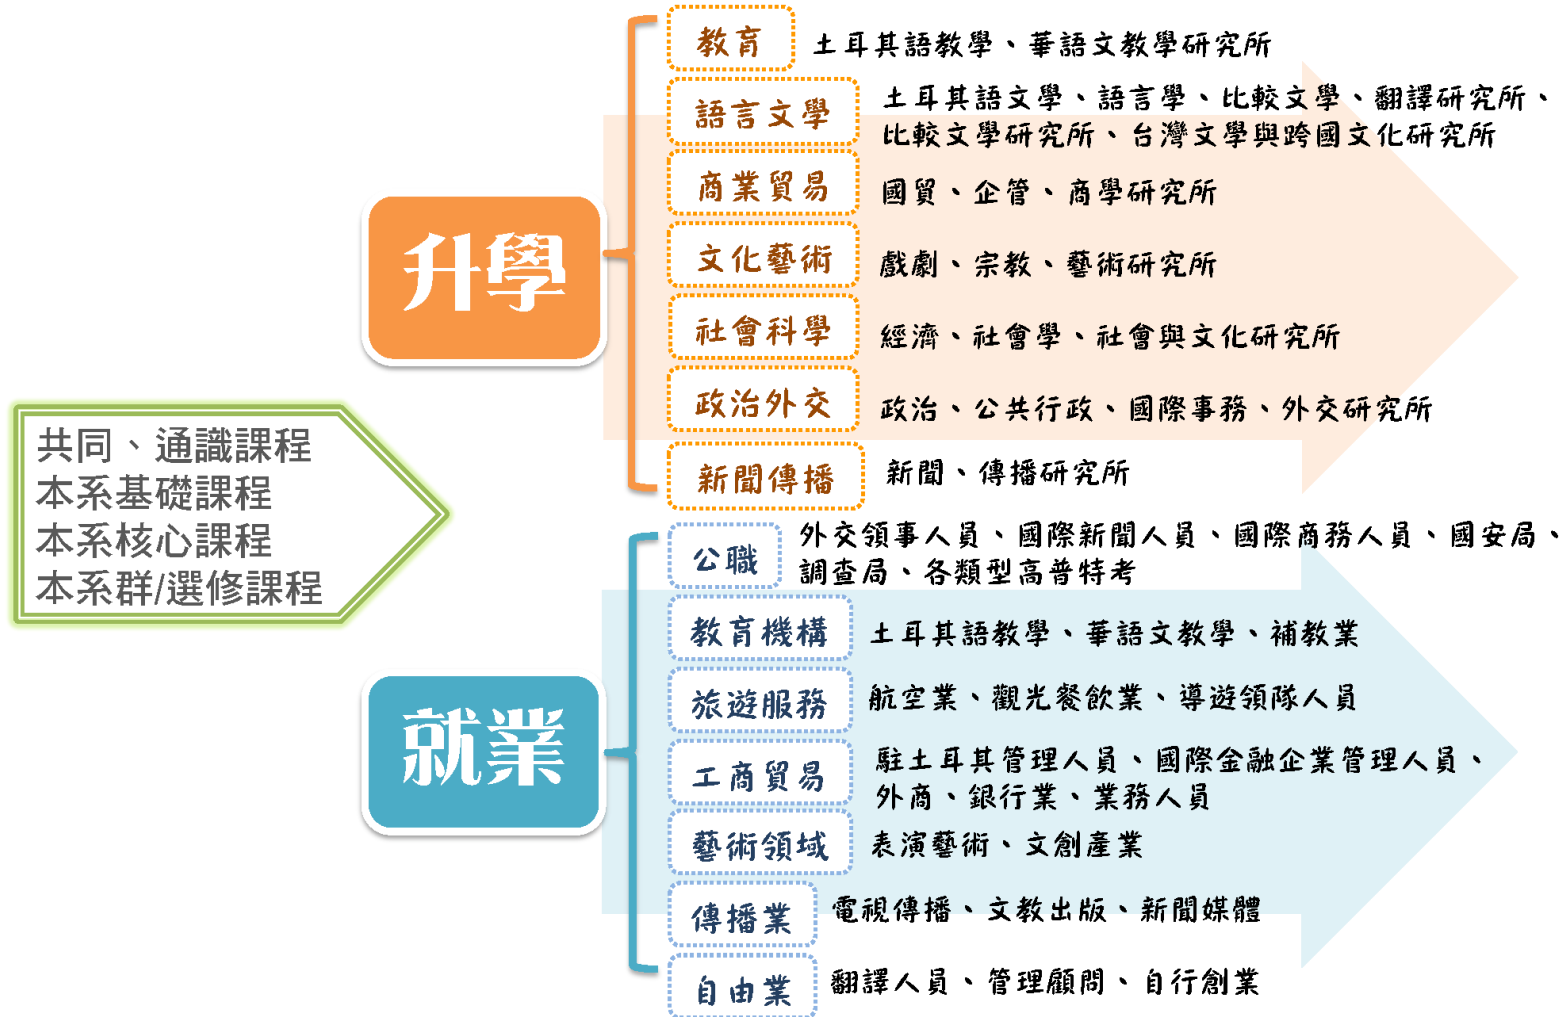 共同、通識課程
本系基礎課程
本系核心課程
本系群/選修課程
升學
教育
土耳其語教學、華語文教學研究所
語言文學
土耳其語文學、語言學、比較文學、翻譯研究所、
比較文學研究所、台灣文學與跨國文化研究所
商業貿易
國貿、企管、商學研究所
文化藝術
戲劇、宗教、藝術研究所
社會科學
經濟、社會學、社會與文化研究所
政治外交
政治、公共行政、國際事務、外交研究所
新聞傳播
新聞、傳播研究所
就業
公職
外交領事人員、國際新聞人員、國際商務人員、國安局、
調查局、各類型高普特考
教育機構
土耳其語教學、華語文教學、補教業
旅遊服務
航空業、觀光餐飲業、導遊領隊人員
工商貿易
駐土耳其管理人員、國際金融企業管理人員、
外商、銀行業、業務人員
藝術領域
表演藝術、文創產業
傳播業
電視傳播、文教出版、新聞媒體
自由業
翻譯人員、管理顧問、自行創業